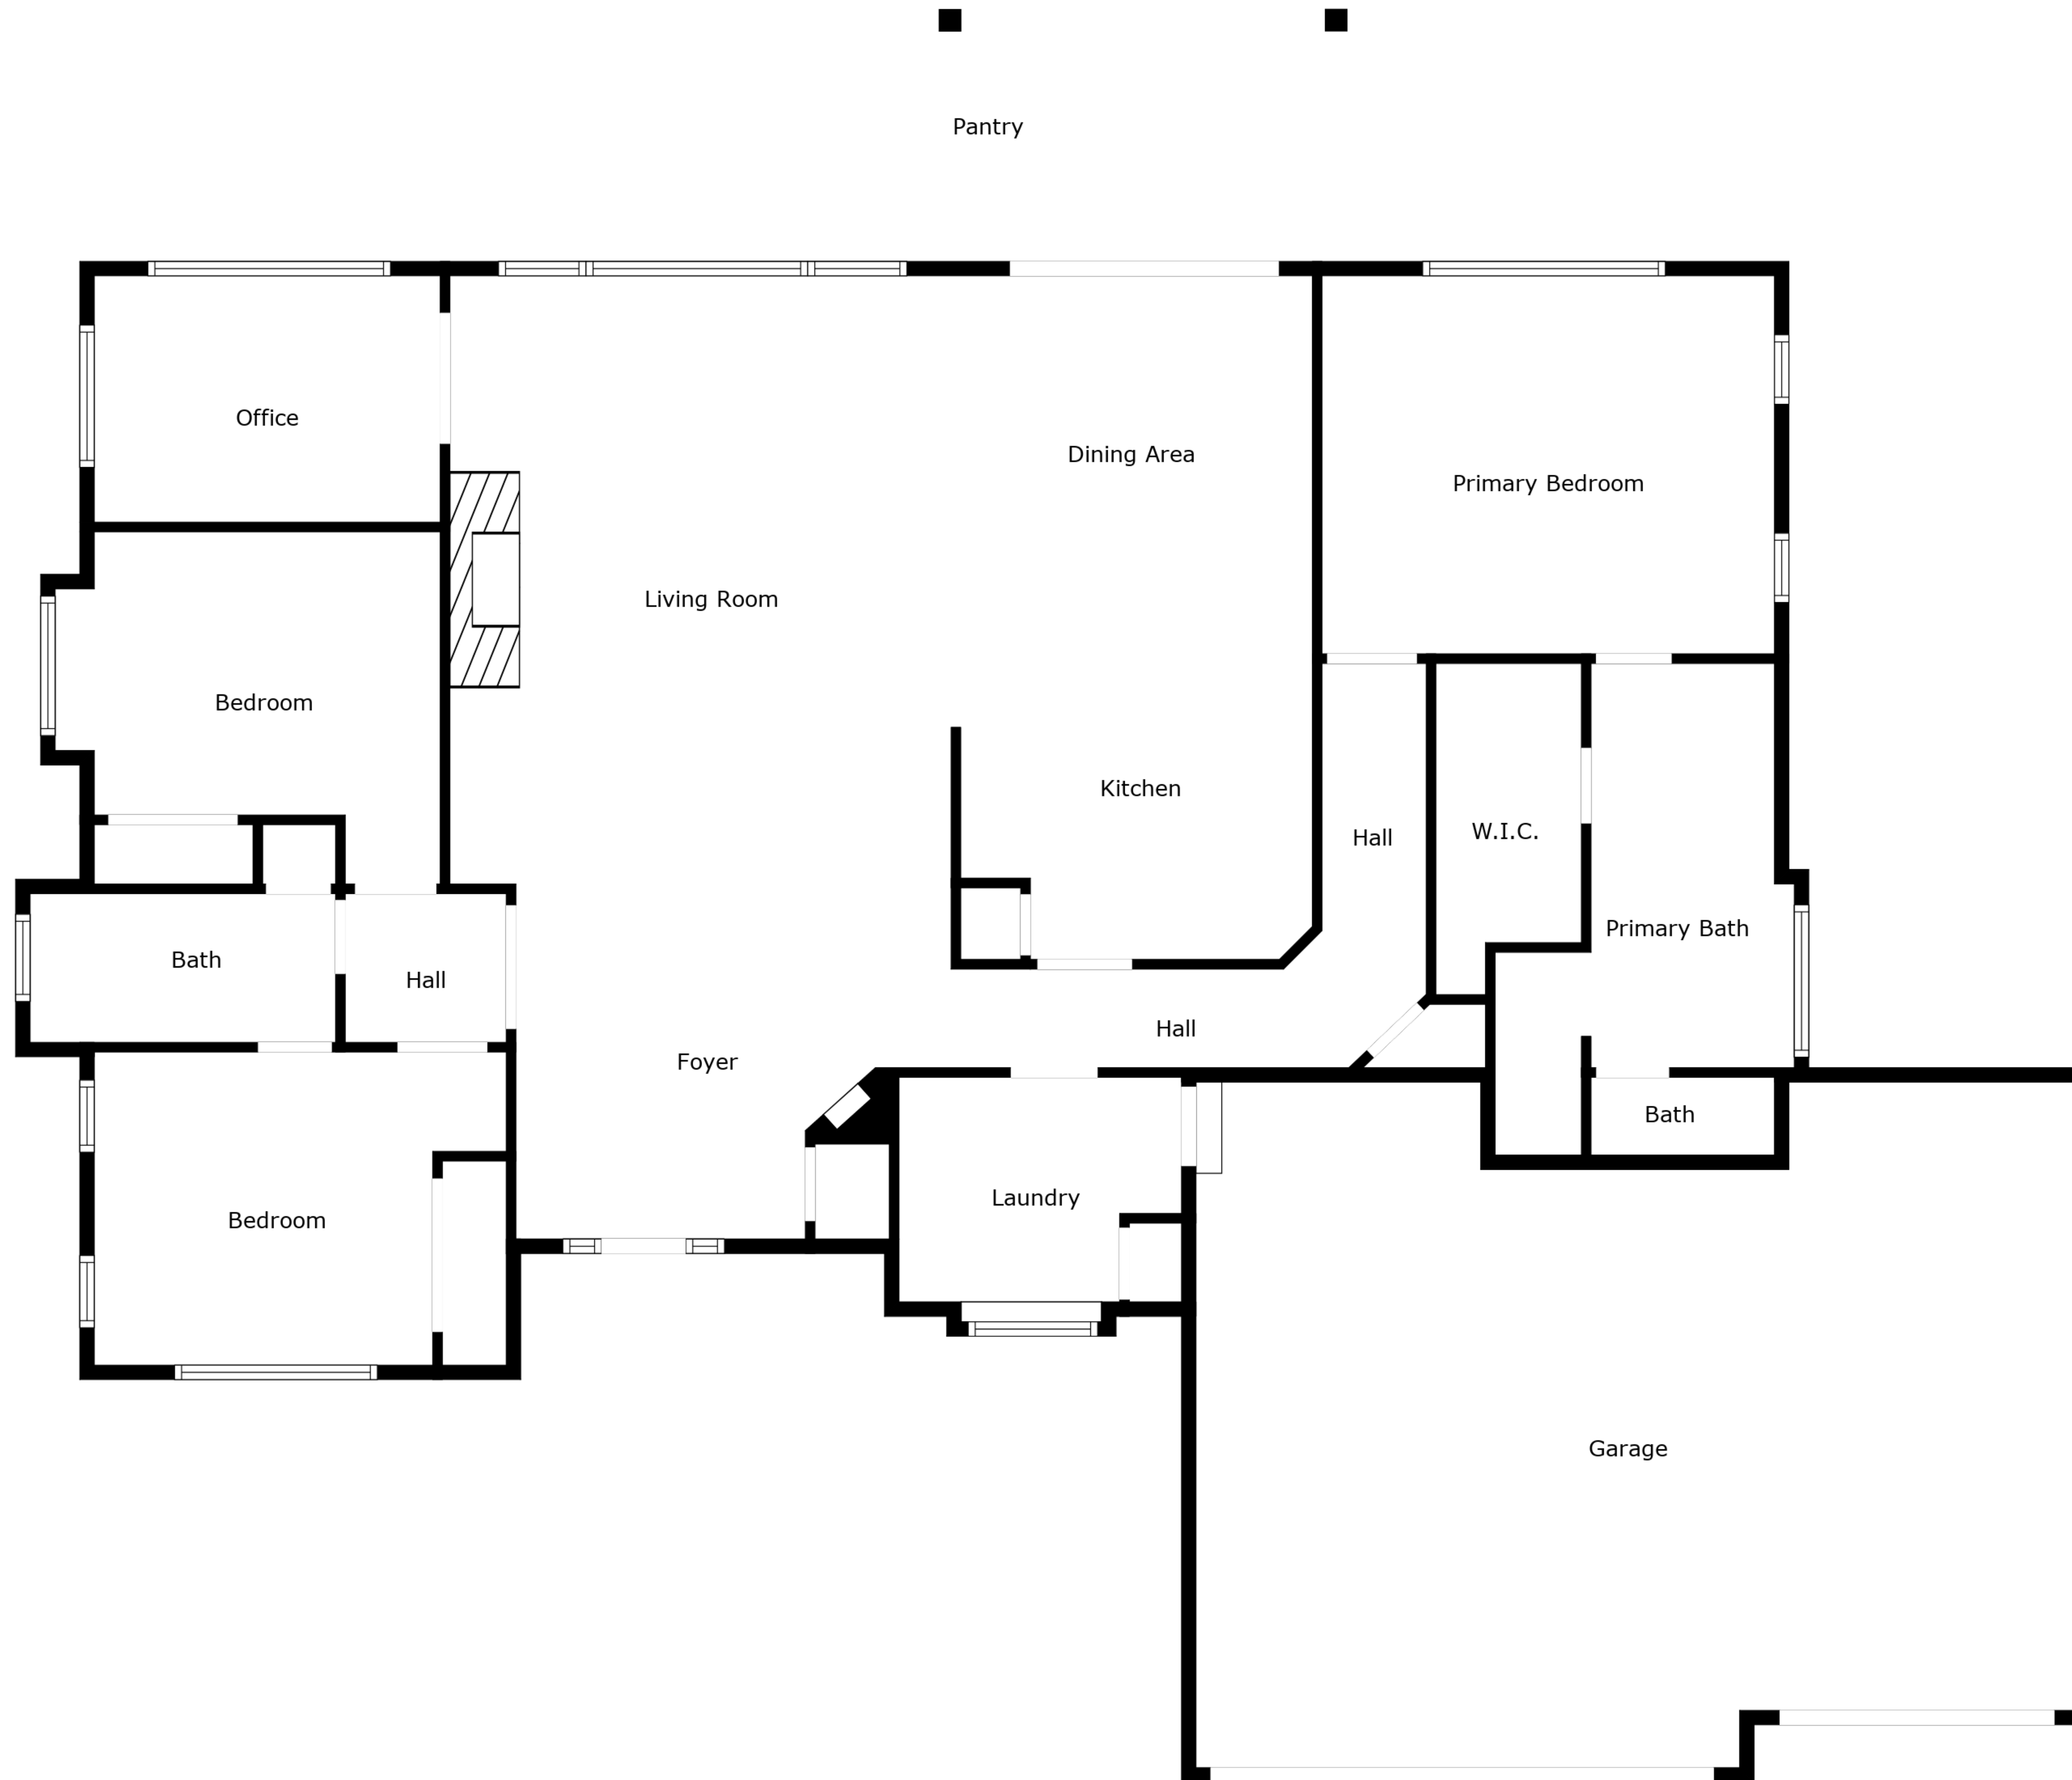 Pantry
Office
Dining Area
Primary Bedroom
Living Room
Bedroom
Kitchen
Hall
W.I.C.
Primary Bath
Bath
Hall
Hall
Foyer
Bath
Laundry
Bedroom
Garage